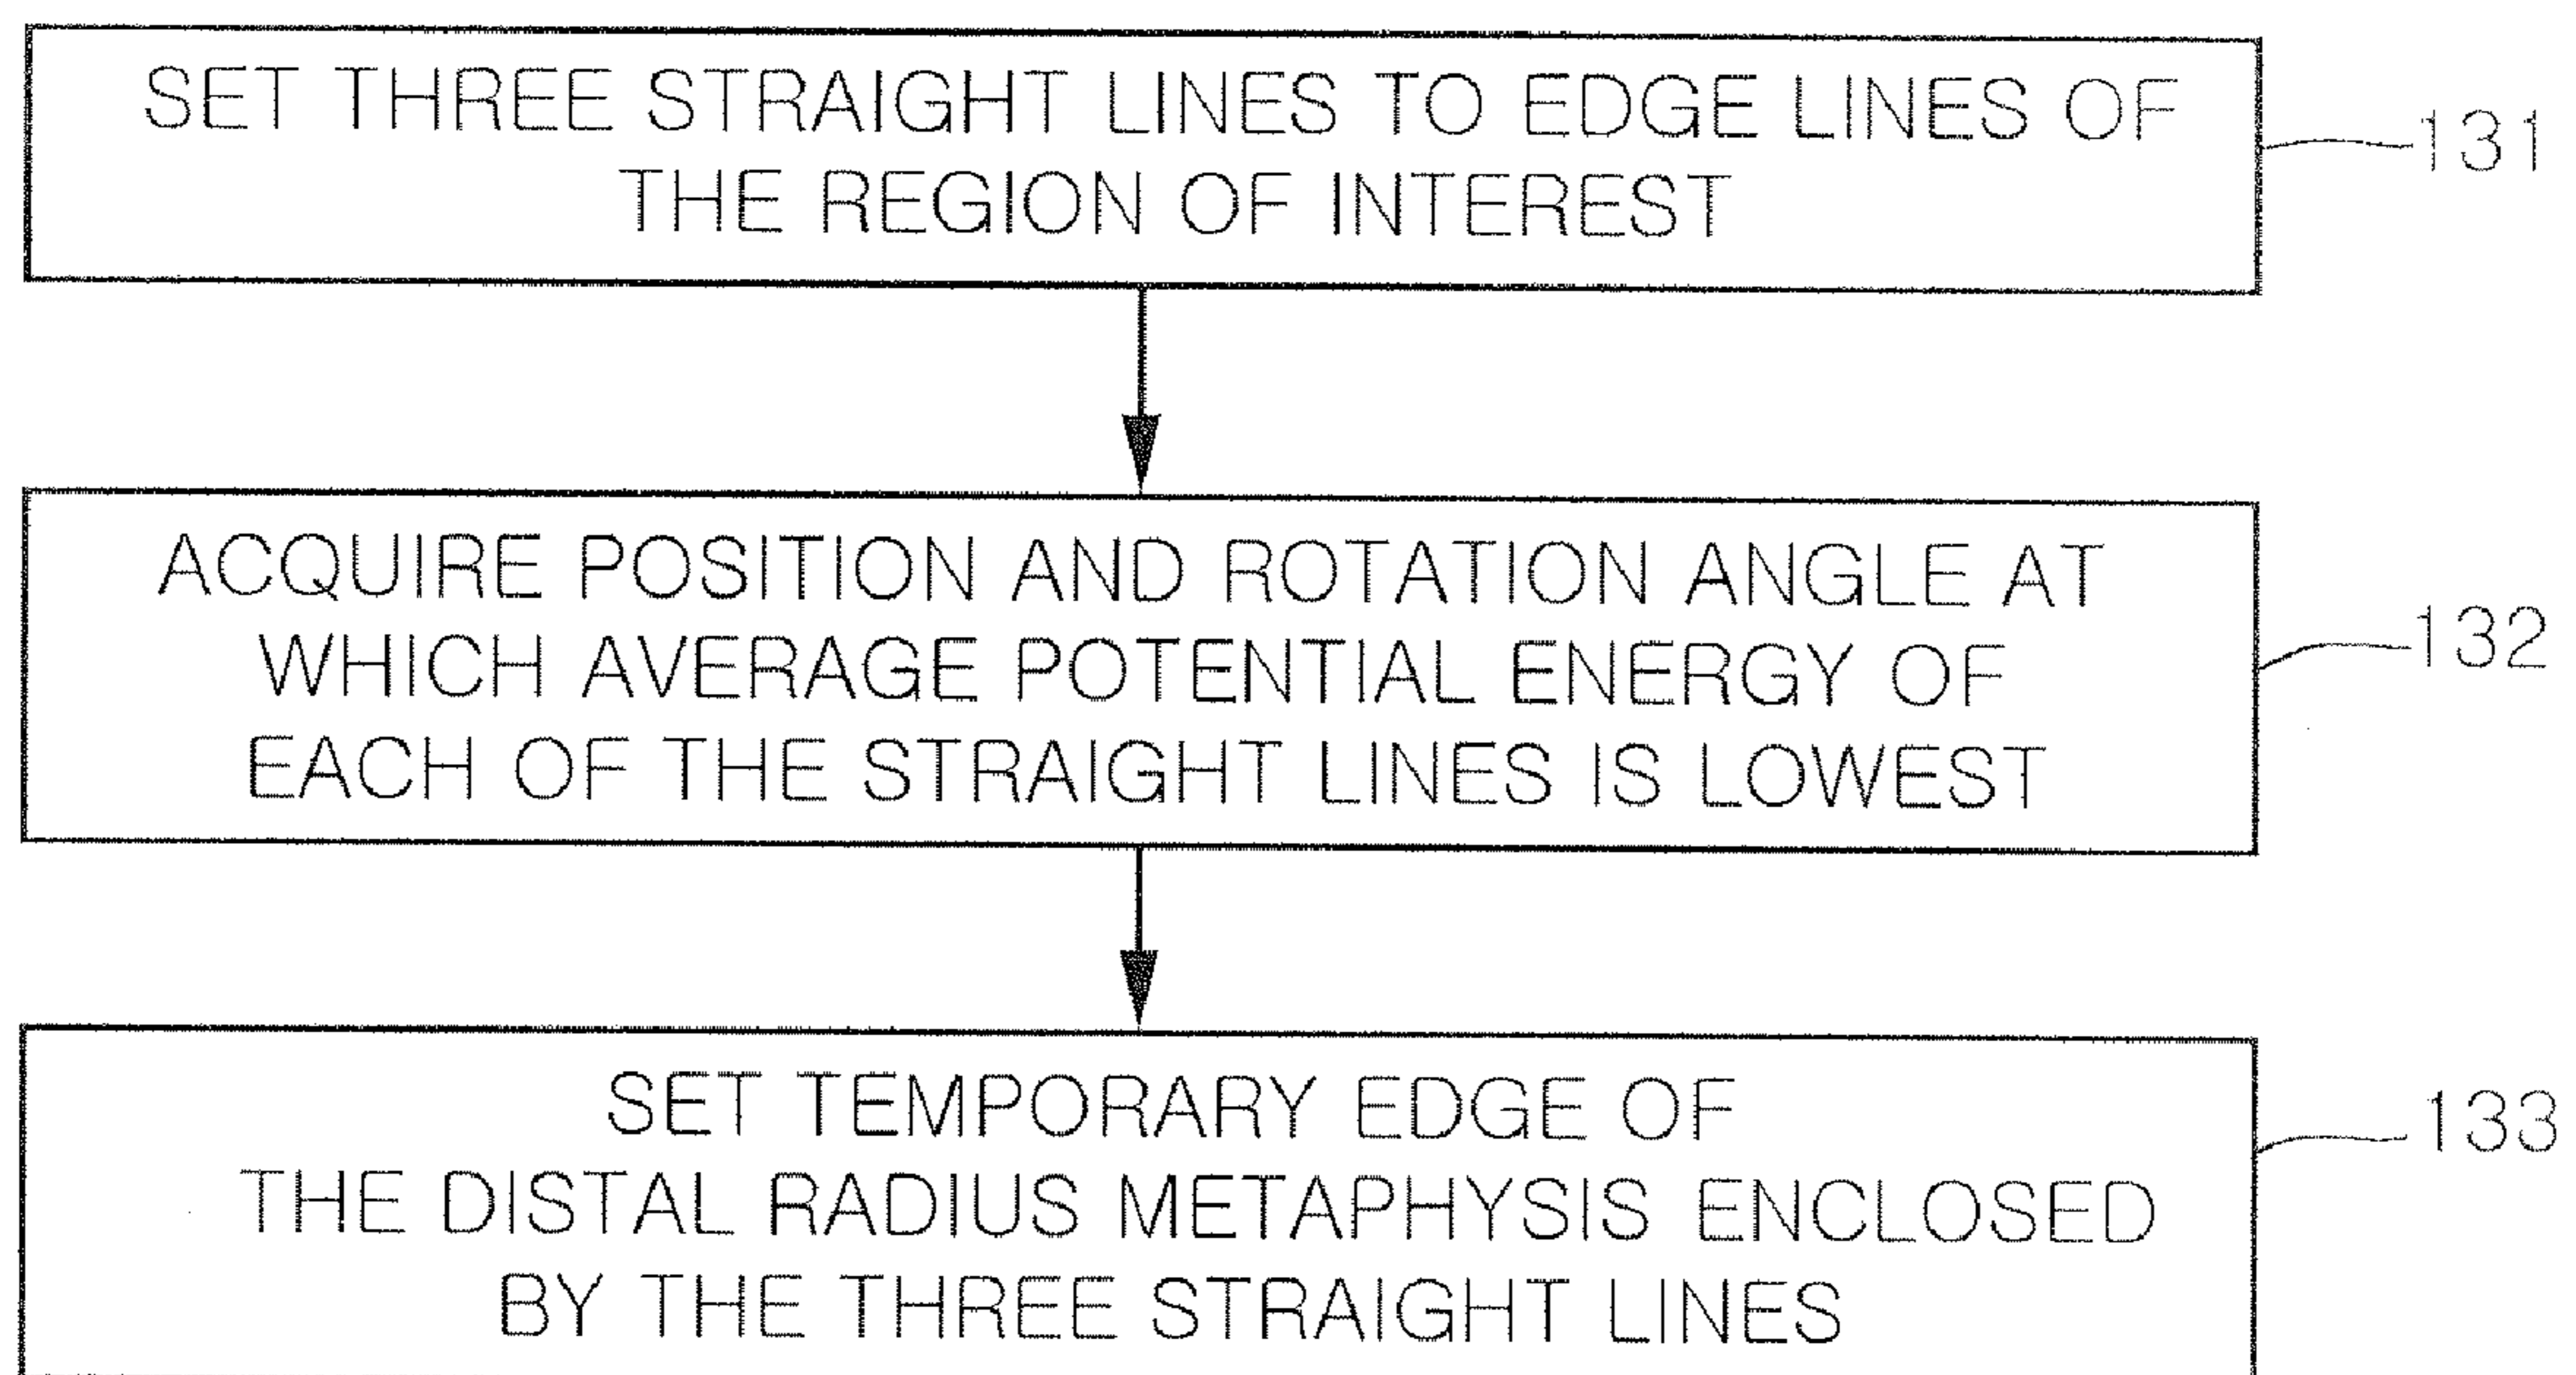 SET THREE STRAIGHT LINES TO EDGE LINES OF
THE REGION OF INTEREST
131
ACQUIRE POSITION AND ROTATION ANGLE AT
WHICH AVERAGE POTENTIAL ENERGY OF
EACH OF THE STRAIGHT LINES IS LOWEST
132
SET TEMPORARY EDGE OF
THE DISTAL RADIUS METAPHYSIS ENCLOSED
BY THE THREE STRAIGHT LINES
133